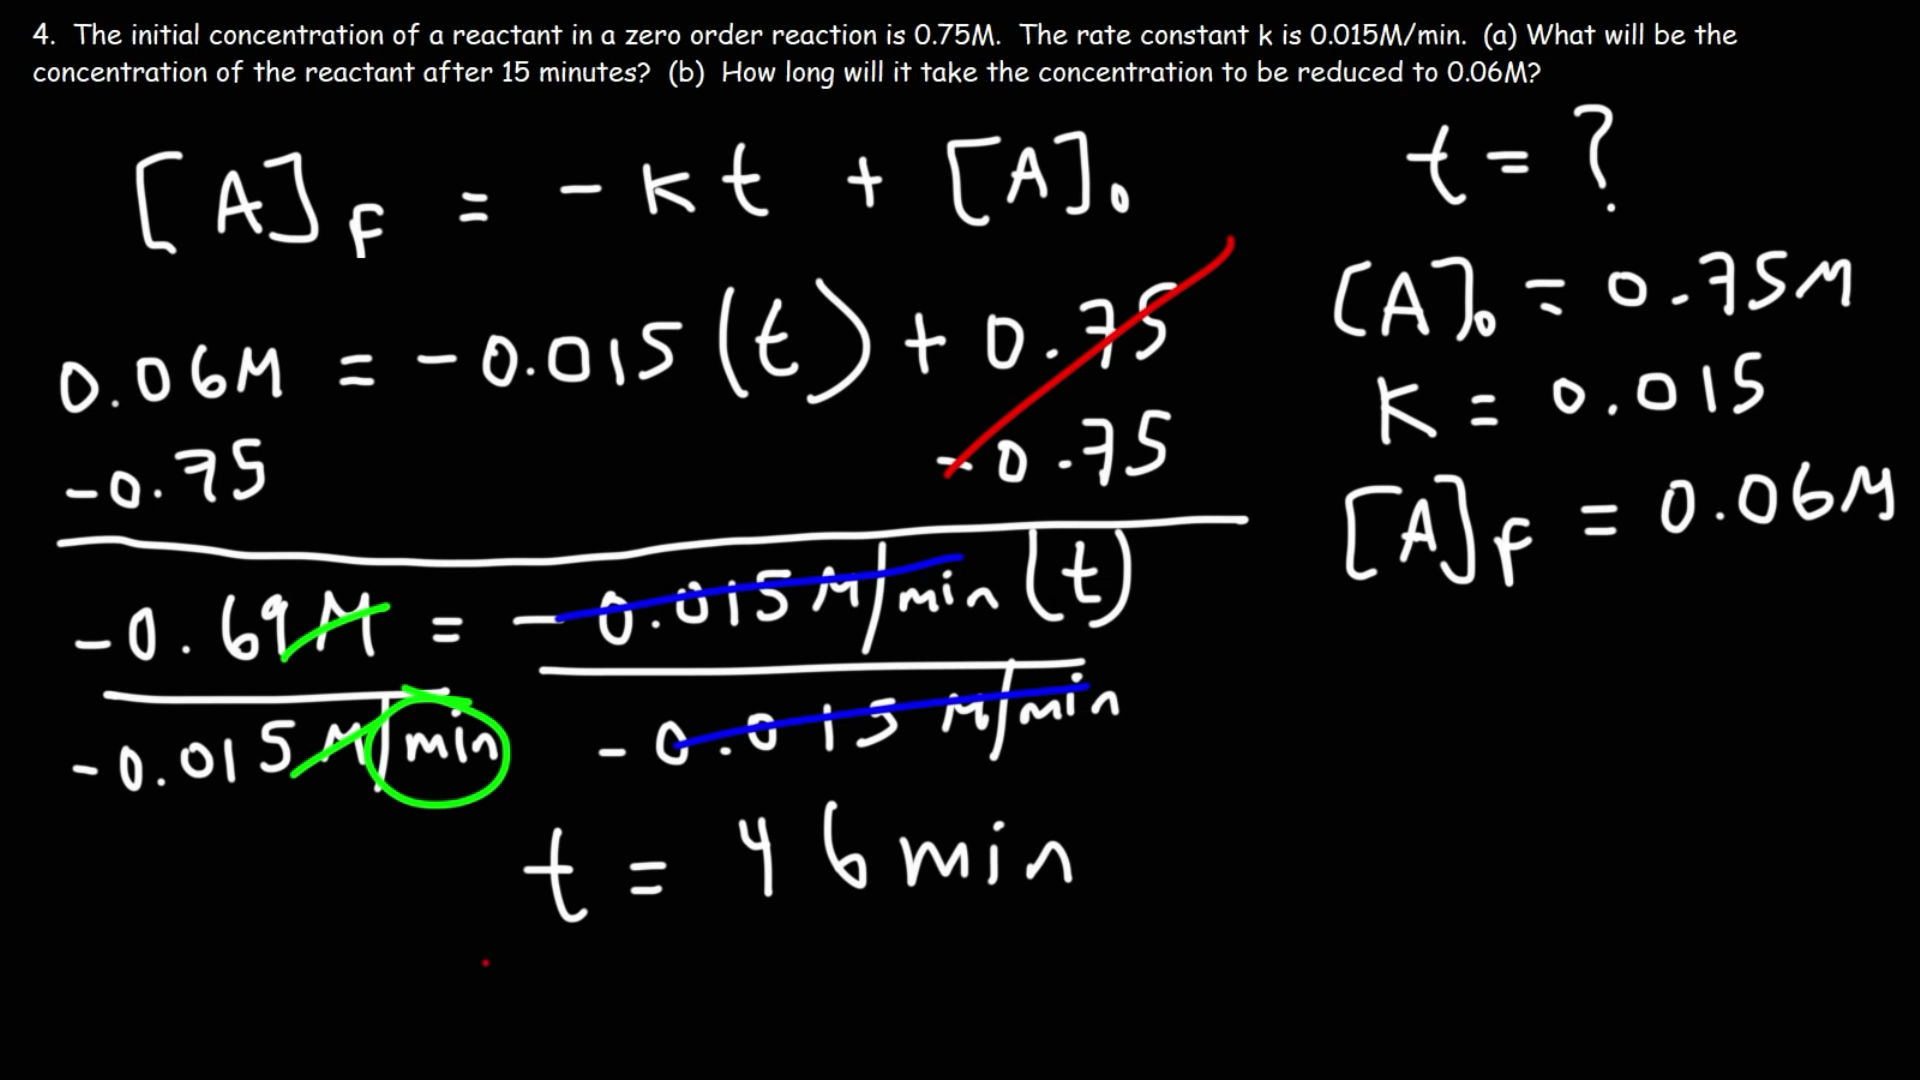 4. The initial concentration of a reactant in a zero order reaction is 0.75M. The rate constant k is 0.015M/min. (a) What will be the
concentration of the reactant after 15 minutes? (b) How long will it take the concentration to be reduced to 0.06M?
[A]F = -kt + [A]₀
0.06M = -0.015(t) + 0.75
-0.75 -0.75
-0.69M = -0.015M/min(t)
-0.015M/min -0.015M/min
t = 46min
t = ?
[A]₀ = 0.75M
K = 0.015
[A]F = 0.06M